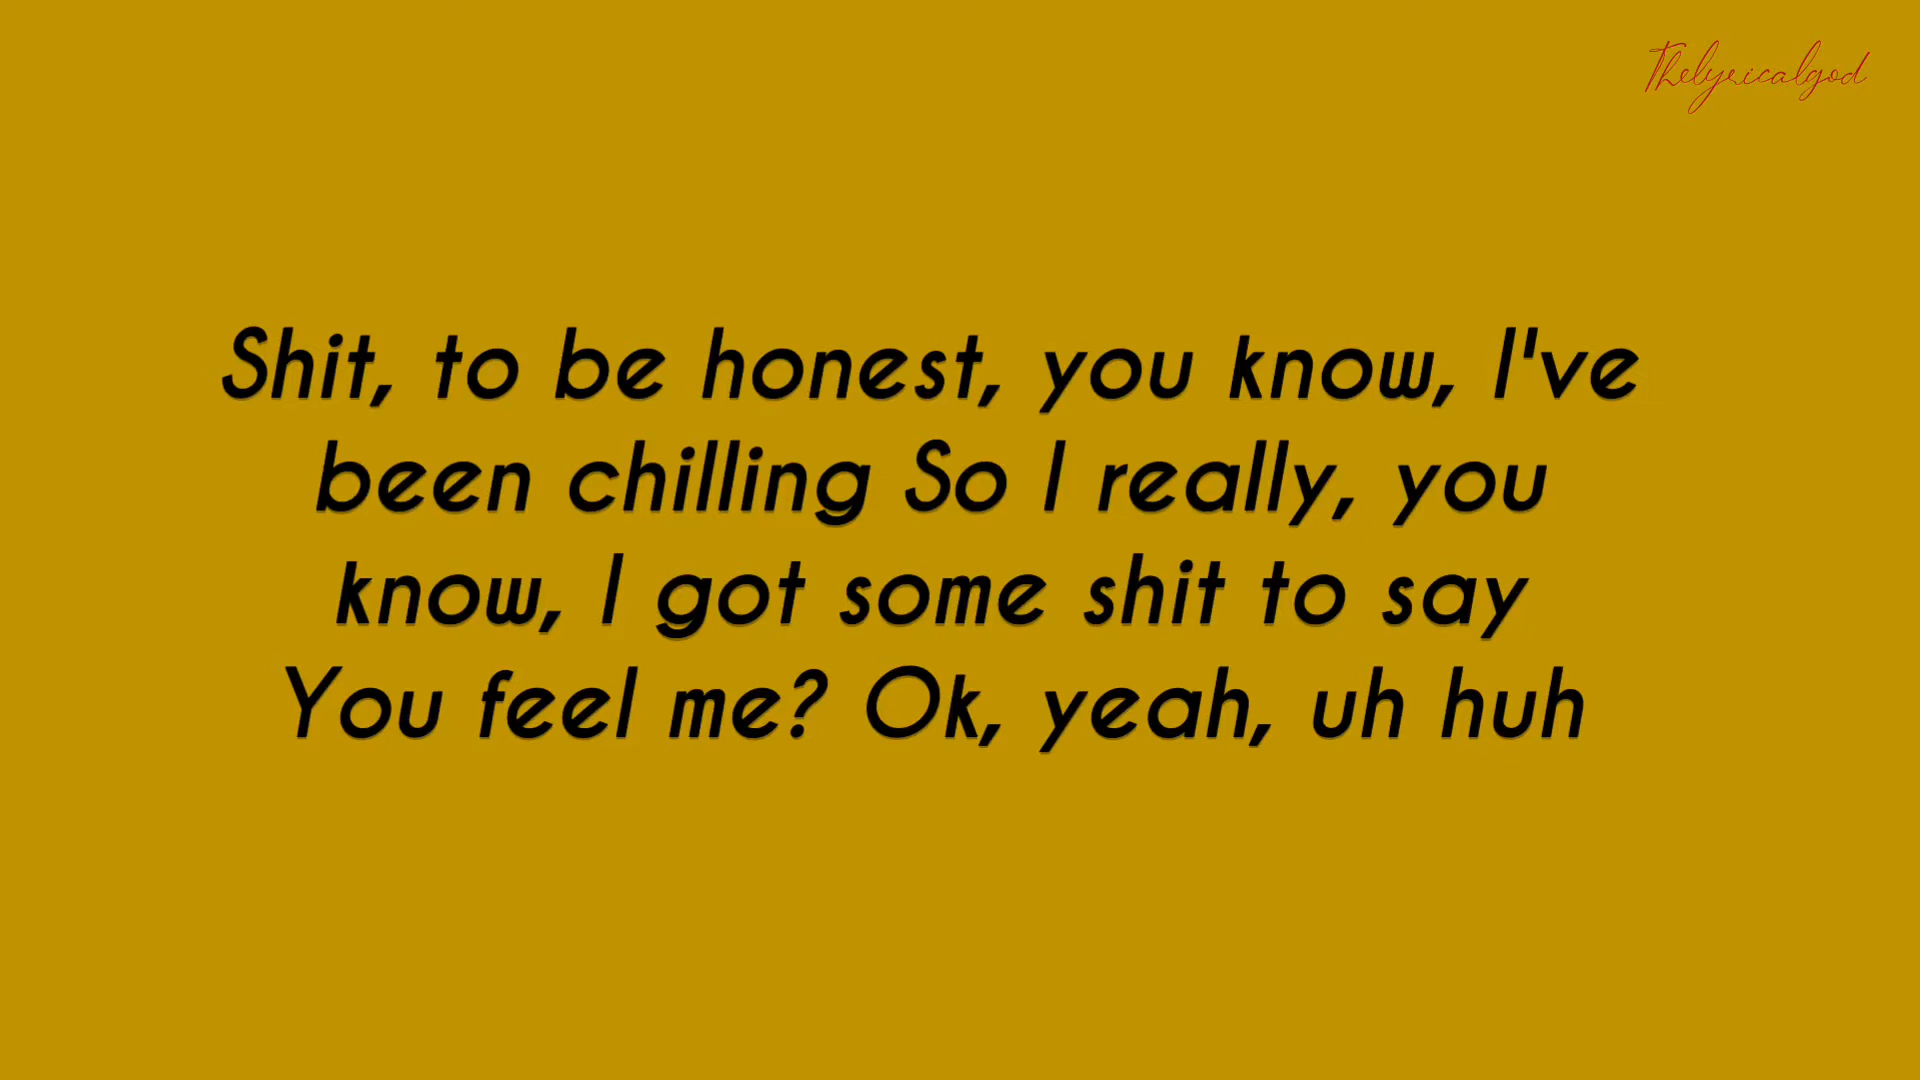 Thelyricalgod
Shit, to be honest, you know, I've
been chilling So I really, you
know, I got some shit to say
You feel me? Ok, yeah, uh huh